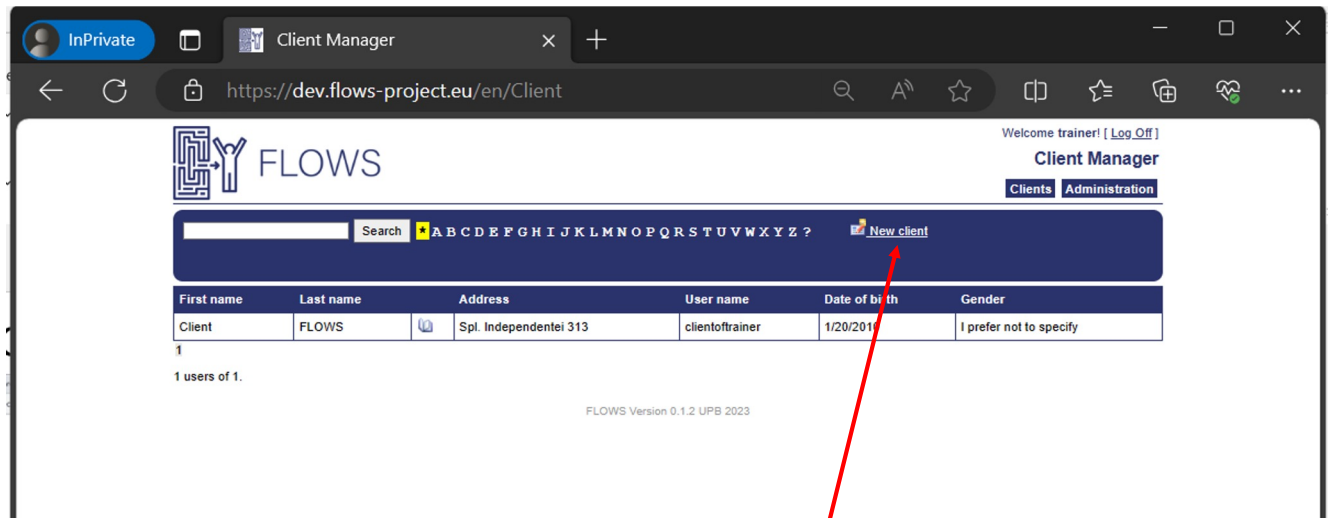 InPrivate
Client Manager
https://dev.flows-project.eu/en/Client
FLOWS
Welcome trainer! [ Log Off ]
Client Manager
Clients Administration
Search * A B C D E F G H I J K L M N O P Q R S T U V W X Y Z ? New client
First name Last name Address User name Date of birth Gender
Client FLOWS Spl. Independentei 313 clientoftrainer I prefer not to specify
1
1 users of 1.
FLOWS Version 0.1.2 UPB 2023